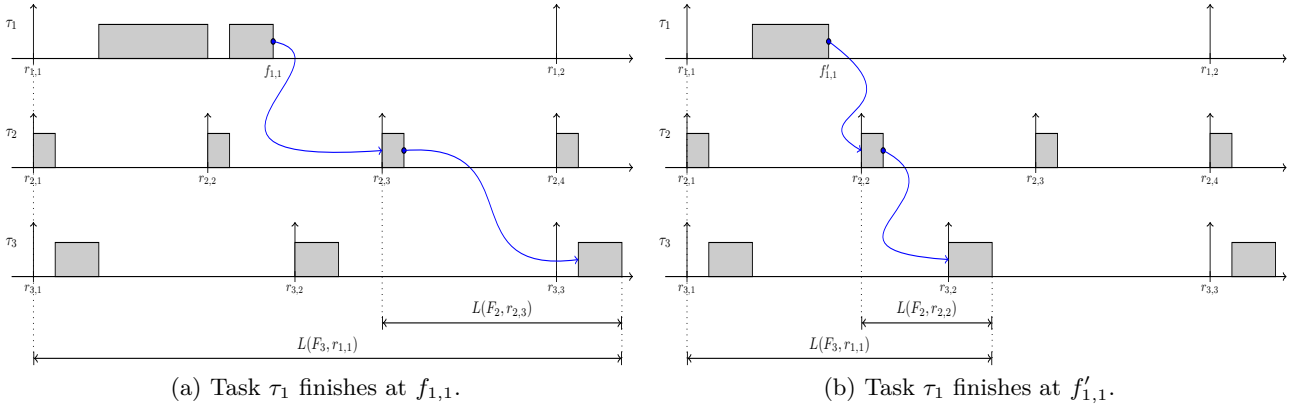 τ₁
r₁,₁ f₁,₁ r₁,₂
τ₂
r₂,₁ r₂,₂ r₂,₃ r₂,₄
τ₃
r₃,₁ r₃,₂ r₃,₃
L(F₂, r₂,₃)
L(F₃, r₁,₁)
(a) Task τ₁ finishes at f₁,₁.
τ₁
r₁,₁ f′₁,₁ r₁,₂
τ₂
r₂,₁ r₂,₂ r₂,₃ r₂,₄
τ₃
r₃,₁ r₃,₂ r₃,₃
L(F₂, r₂,₂)
L(F₃, r₁,₁)
(b) Task τ₁ finishes at f′₁,₁.